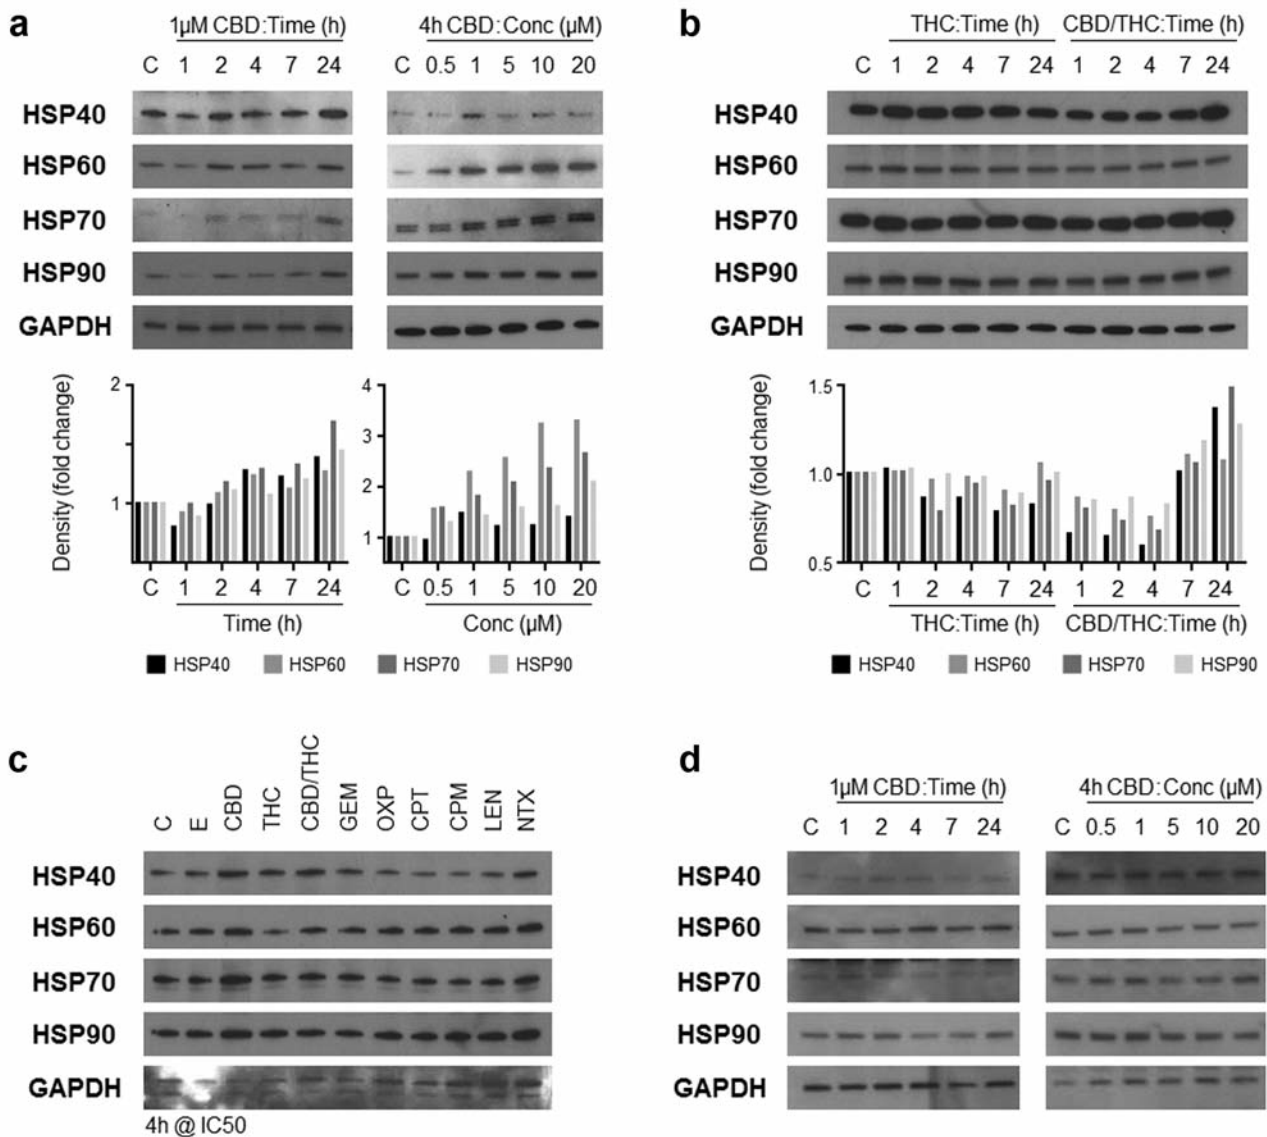 a
1µM CBD:Time (h)
4h CBD:Conc (µM)
C 1 2 4 7 24
C 0.5 1 5 10 20
HSP40
HSP60
HSP70
HSP90
GAPDH
Density (fold change)
2
1
4
3
2
1
C 1 2 4 7 24
C 0.5 1 5 10 20
Time (h)
Conc (µM)
HSP40 HSP60 HSP70 HSP90
b
THC:Time (h) CBD/THC:Time (h)
C 1 2 4 7 24 1 2 4 7 24
HSP40
HSP60
HSP70
HSP90
GAPDH
Density (fold change)
1.5
1.0
0.5
C 1 2 4 7 24 1 2 4 7 24
THC:Time (h) CBD/THC:Time (h)
HSP40 HSP60 HSP70 HSP90
c
C E CBD THC CBD/THC GEM OXP CPT CPM LEN NTX
HSP40
HSP60
HSP70
HSP90
GAPDH
4h @ IC50
d
1µM CBD:Time (h)
4h CBD:Conc (µM)
C 1 2 4 7 24
C 0.5 1 5 10 20
HSP40
HSP60
HSP70
HSP90
GAPDH